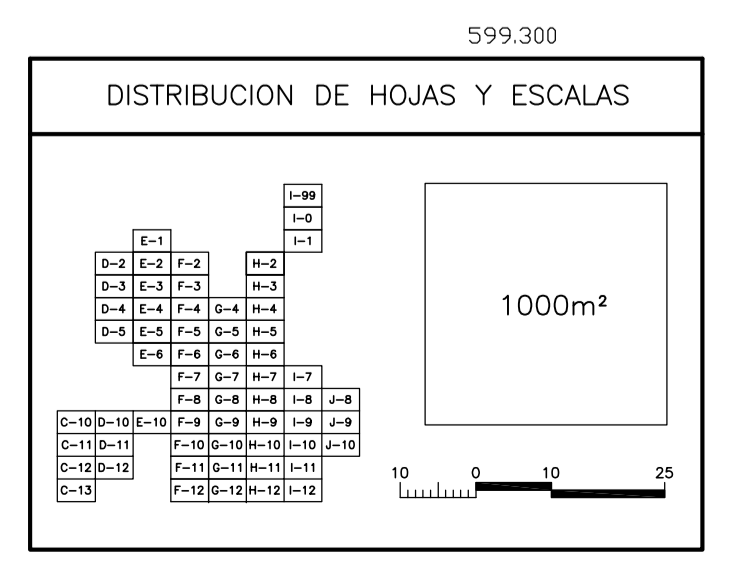 599.300
DISTRIBUCION DE HOJAS Y ESCALAS
I-99
I-0
E-1 I-1
D-2 E-2 F-2 H-2
D-3 E-3 F-3 H-3
D-4 E-4 F-4 G-4 H-4
D-5 E-5 F-5 G-5 H-5
E-6 F-6 G-6 H-6
F-7 G-7 H-7 I-7
F-8 G-8 H-8 I-8 J-8
C-10 D-10 E-10 F-9 G-9 H-9 I-9 J-9
C-11 D-11 F-10 G-10 H-10 I-10 J-10
C-12 D-12 F-11 G-11 H-11 I-11
C-13 F-12 G-12 H-12 I-12
1000m²
10 0 10 25